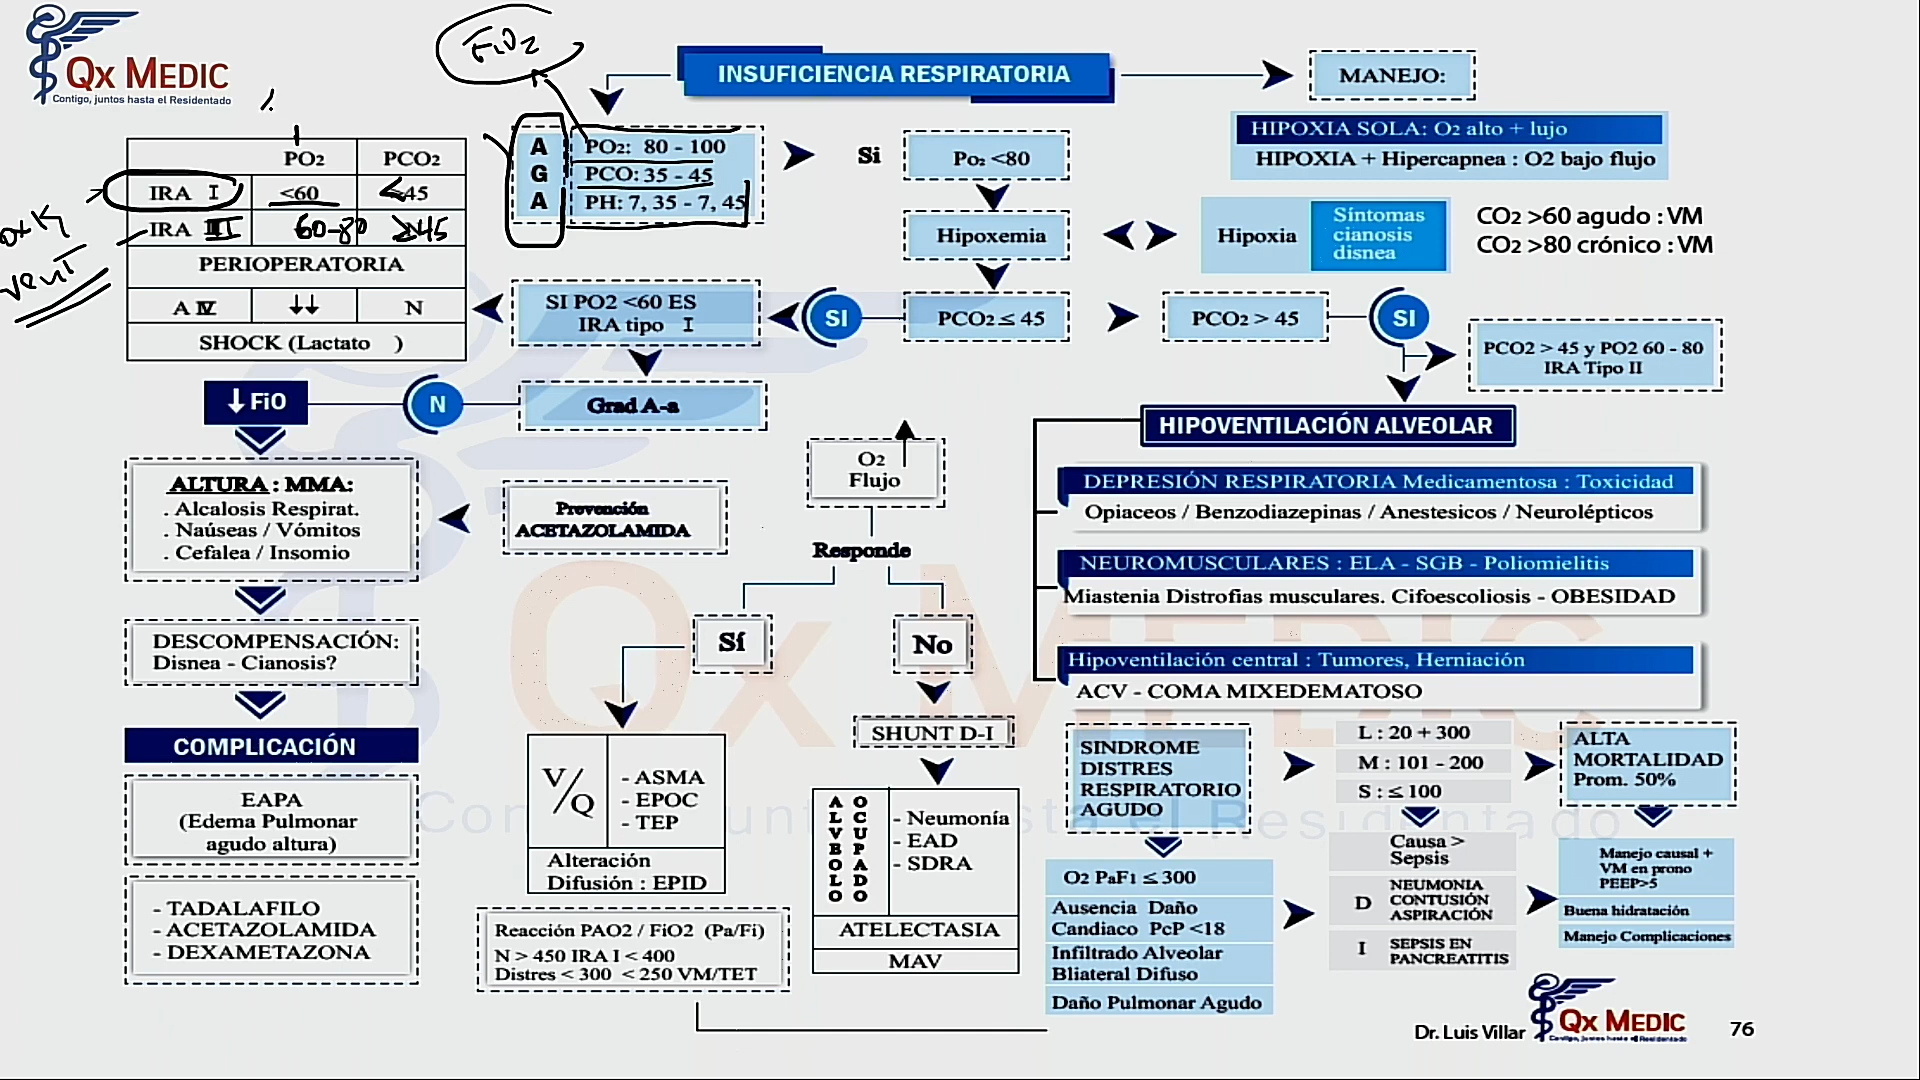 Qx MEDIC
Contigo, juntos hasta el Residentado
FiO2
INSUFICIENCIA RESPIRATORIA
MANEJO:
HIPOXIA SOLA: O2 alto + lujo
HIPOXIA + Hipercapnea : O2 bajo flujo
PO2 PCO2
IRA I <60 <45
IRA III 60-80 ≥45
PERIOPERATORIA
A IV ↓↓ N
SHOCK (Lactato )
venT
A
G
A
PO2: 80 - 100
PCO: 35 - 45
PH: 7, 35 - 7, 45
Si
Po2 <80
Hipoxemia
Hipoxia
Síntomas
cianosis
disnea
CO2 >60 agudo : VM
CO2 >80 crónico : VM
SI PO2 <60 ES
IRA tipo I
SI
PCO2 ≤ 45
PCO2 > 45
SI
PCO2 > 45 y PO2 60 - 80
IRA Tipo II
↓ FiO
N
Grad A-a
HIPOVENTILACIÓN ALVEOLAR
ALTURA : MMA:
. Alcalosis Respirat.
. Naúseas / Vómitos
. Cefalea / Insomio
Prevención
ACETAZOLAMIDA
O2
Flujo
Responde
Sí
No
DEPRESIÓN RESPIRATORIA Medicamentosa : Toxicidad
Opiaceos / Benzodiazepinas / Anestesicos / Neurolépticos
NEUROMUSCULARES : ELA - SGB - Poliomielitis
Miastenia Distrofias musculares. Cifoescoliosis - OBESIDAD
Hipoventilación central : Tumores, Herniación
ACV - COMA MIXEDEMATOSO
DESCOMPENSACIÓN:
Disnea - Cianosis?
COMPLICACIÓN
EAPA
(Edema Pulmonar
agudo altura)
- TADALAFILO
- ACETAZOLAMIDA
- DEXAMETAZONA
V/Q
- ASMA
- EPOC
- TEP
Alteración
Difusión : EPID
Reacción PAO2 / FiO2 (Pa/Fi)
N > 450 IRA I < 400
Distres < 300 < 250 VM/TET
SHUNT D-I
ALVEOLO
OCUPADO
- Neumonía
- EAD
- SDRA
ATELECTASIA
MAV
SINDROME
DISTRES
RESPIRATORIO
AGUDO
L : 20 + 300
M : 101 - 200
S : ≤ 100
ALTA
MORTALIDAD
Prom. 50%
O2 PaF1 ≤ 300
Ausencia Daño
Candiaco PcP <18
Infiltrado Alveolar
Bliateral Difuso
Daño Pulmonar Agudo
Causa >
Sepsis
D NEUMONIA
CONTUSIÓN
ASPIRACIÓN
I SEPSIS EN
PANCREATITIS
Manejo causal +
VM en prono
PEEP>5
Buena hidratación
Manejo Complicaciones
Dr. Luis Villar
Qx MEDIC
Contigo, juntos hasta el Residentado
76